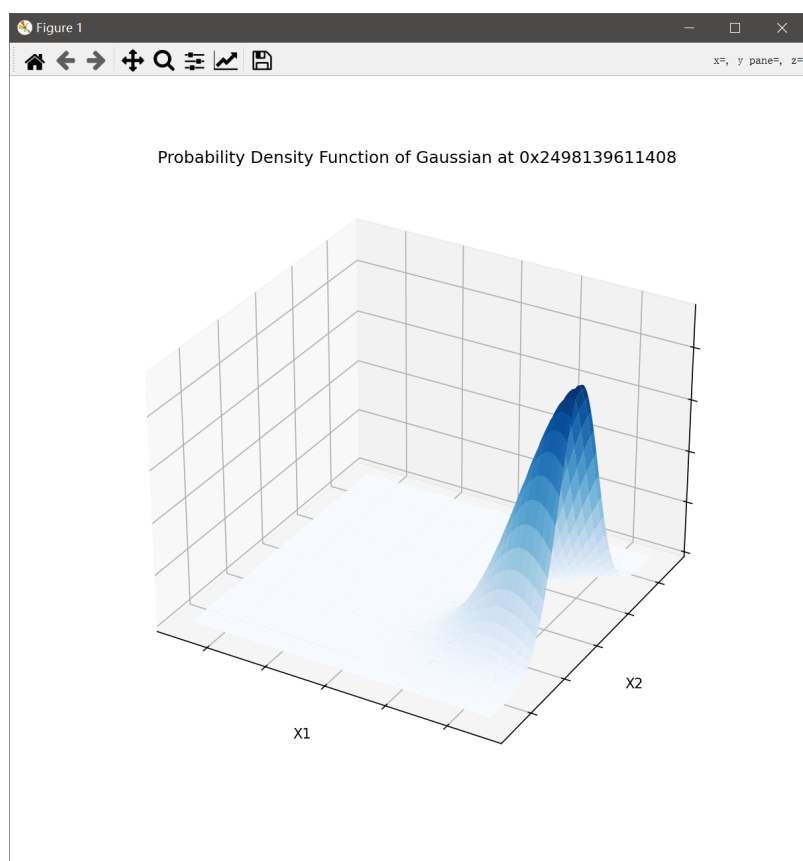 Figure 1
x=, y pane=, z=
Probability Density Function of Gaussian at 0x2498139611408
X2
X1